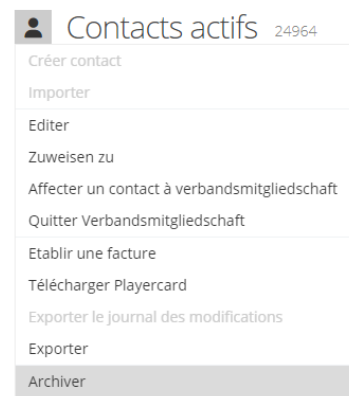 Contacts actifs 24964
Créer contact
Importer
Editer
Zuweisen zu
Affecter un contact à verbandsmitgliedschaft
Quitter Verbandsmitgliedschaft
Etablir une facture
Télécharger Playercard
Exporter le journal des modifications
Exporter
Archiver